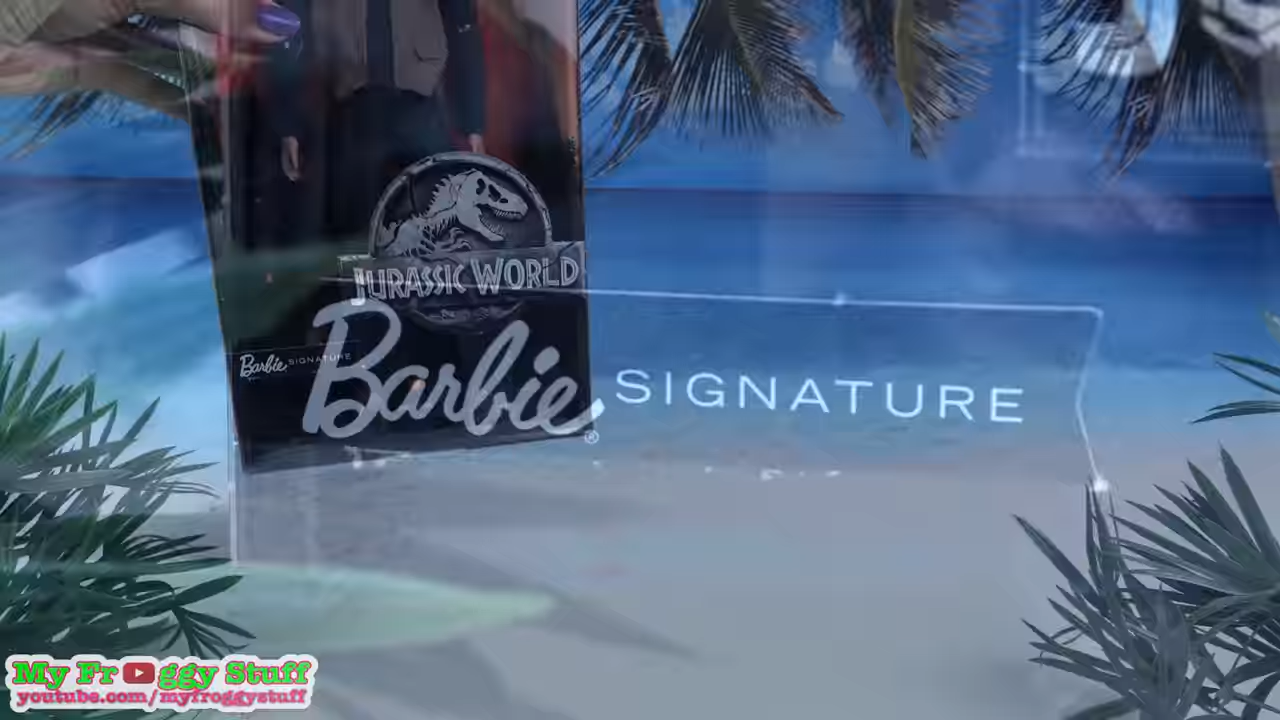 JURASSIC WORLD
Barbie SIGNATURE
Barbie® SIGNATURE
My Froggy Stuff
youtube.com/myfroggystuff